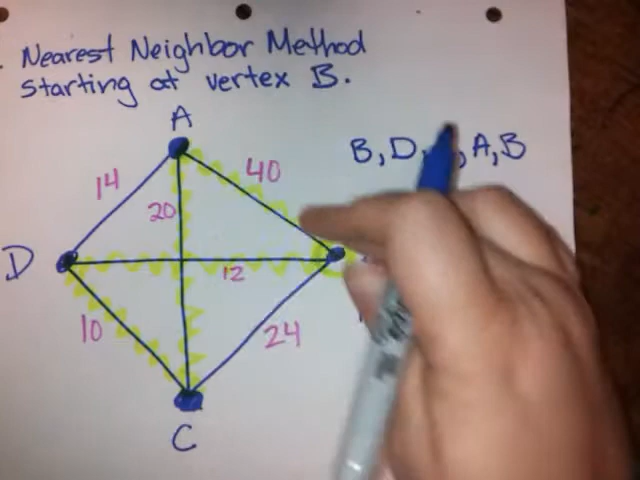 . Nearest Neighbor Method
starting at vertex B.
A
B, D, , A, B
14
40
20
D
12
10
24
C